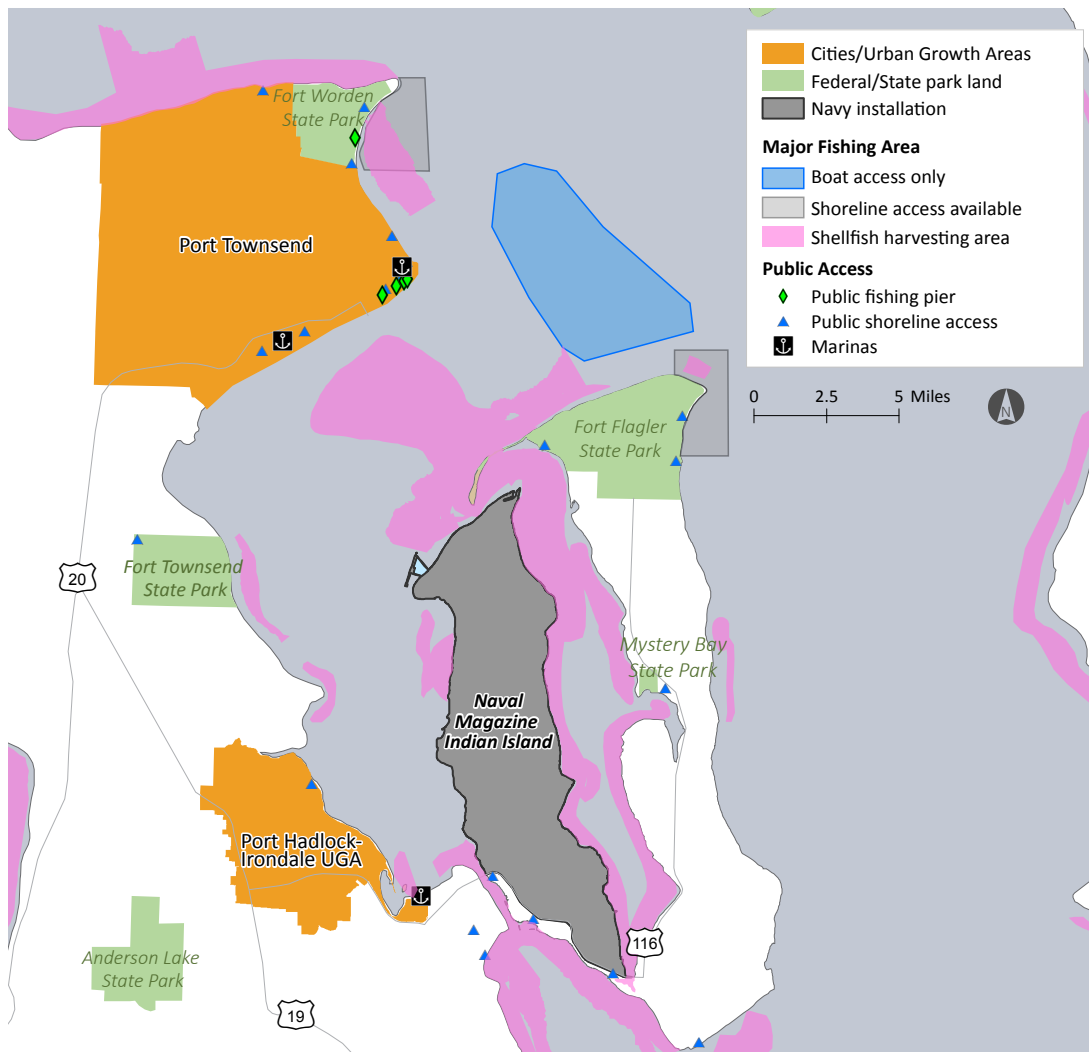 Cities/Urban Growth Areas
Federal/State park land
Navy installation
Major Fishing Area
Boat access only
Shoreline access available
Shellfish harvesting area
Public Access
Public fishing pier
Public shoreline access
Marinas
0 2.5 5 Miles
N
Fort Worden
State Park
Port Townsend
Fort Flagler
State Park
Fort Townsend
State Park
20
Mystery Bay
State Park
Naval
Magazine
Indian Island
Port Hadlock-
Irondale UGA
116
Anderson Lake
State Park
19